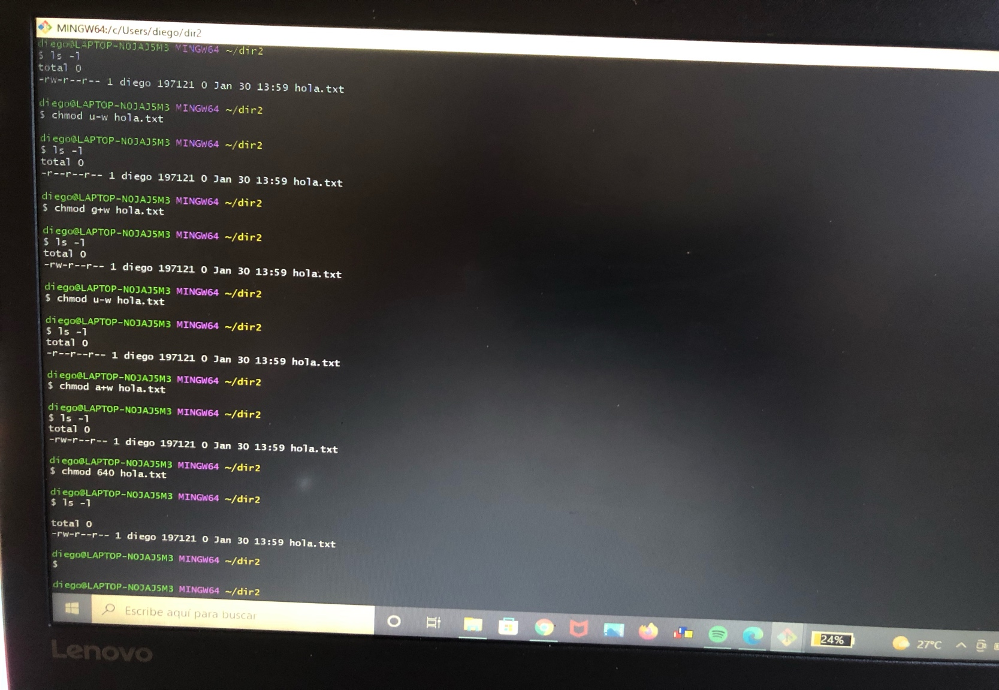 MINGW64:/c/Users/diego/dir2
diego@LAPTOP-NOJAJ5M3 MINGW64 ~/dir2
$ ls -l
total 0
-rw-r--r-- 1 diego 197121 0 Jan 30 13:59 hola.txt
diego@LAPTOP-NOJAJ5M3 MINGW64 ~/dir2
$ chmod u-w hola.txt
diego@LAPTOP-NOJAJ5M3 MINGW64 ~/dir2
$ ls -l
total 0
-r--r--r-- 1 diego 197121 0 Jan 30 13:59 hola.txt
diego@LAPTOP-NOJAJ5M3 MINGW64 ~/dir2
$ chmod g+w hola.txt
diego@LAPTOP-NOJAJ5M3 MINGW64 ~/dir2
$ ls -l
total 0
-rw-r--r-- 1 diego 197121 0 Jan 30 13:59 hola.txt
diego@LAPTOP-NOJAJ5M3 MINGW64 ~/dir2
$ chmod u-w hola.txt
diego@LAPTOP-NOJAJ5M3 MINGW64 ~/dir2
$ ls -l
total 0
-r--r--r-- 1 diego 197121 0 Jan 30 13:59 hola.txt
diego@LAPTOP-NOJAJ5M3 MINGW64 ~/dir2
$ chmod a+w hola.txt
diego@LAPTOP-NOJAJ5M3 MINGW64 ~/dir2
$ ls -l
total 0
-rw-r--r-- 1 diego 197121 0 Jan 30 13:59 hola.txt
diego@LAPTOP-NOJAJ5M3 MINGW64 ~/dir2
$ chmod 640 hola.txt
diego@LAPTOP-NOJAJ5M3 MINGW64 ~/dir2
$ ls -l
total 0
-rw-r--r-- 1 diego 197121 0 Jan 30 13:59 hola.txt
diego@LAPTOP-NOJAJ5M3 MINGW64 ~/dir2
$
diego@LAPTOP-NOJAJ5M3 MINGW64 ~/dir2
Escribe aquí para buscar
24%
27°C
Lenovo